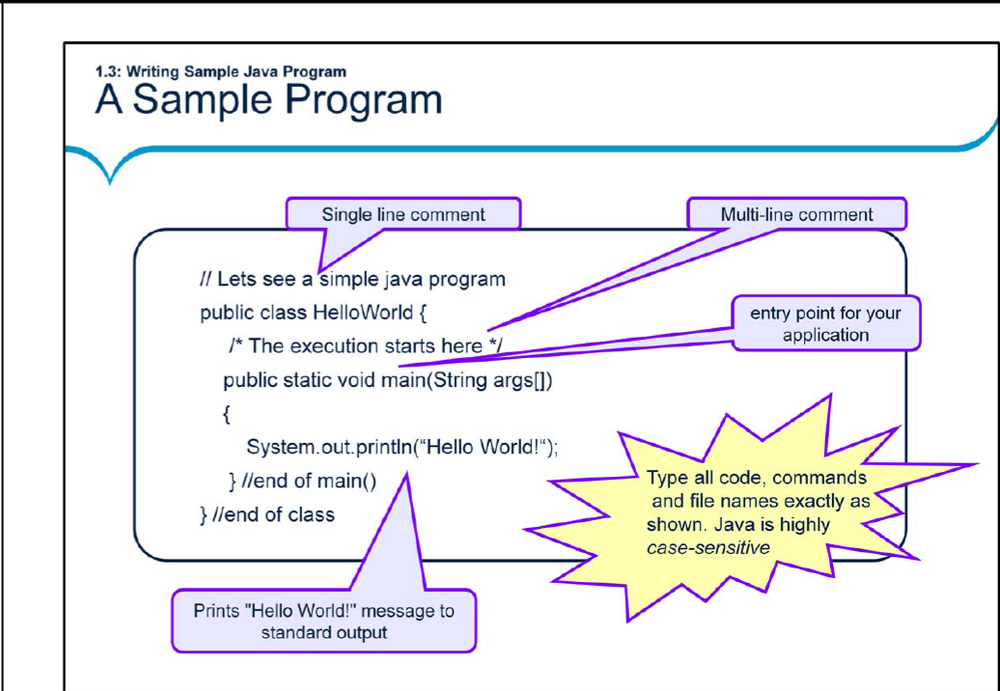 1.3: Writing Sample Java Program
A Sample Program
Single line comment
Multi-line comment
// Lets see a simple java program
public class HelloWorld {
/* The execution starts here */
entry point for your
application
public static void main(String args[])
{
System.out.println(“Hello World!“);
} //end of main()
} //end of class
Type all code, commands
and file names exactly as
shown. Java is highly
case-sensitive
Prints "Hello World!" message to
standard output